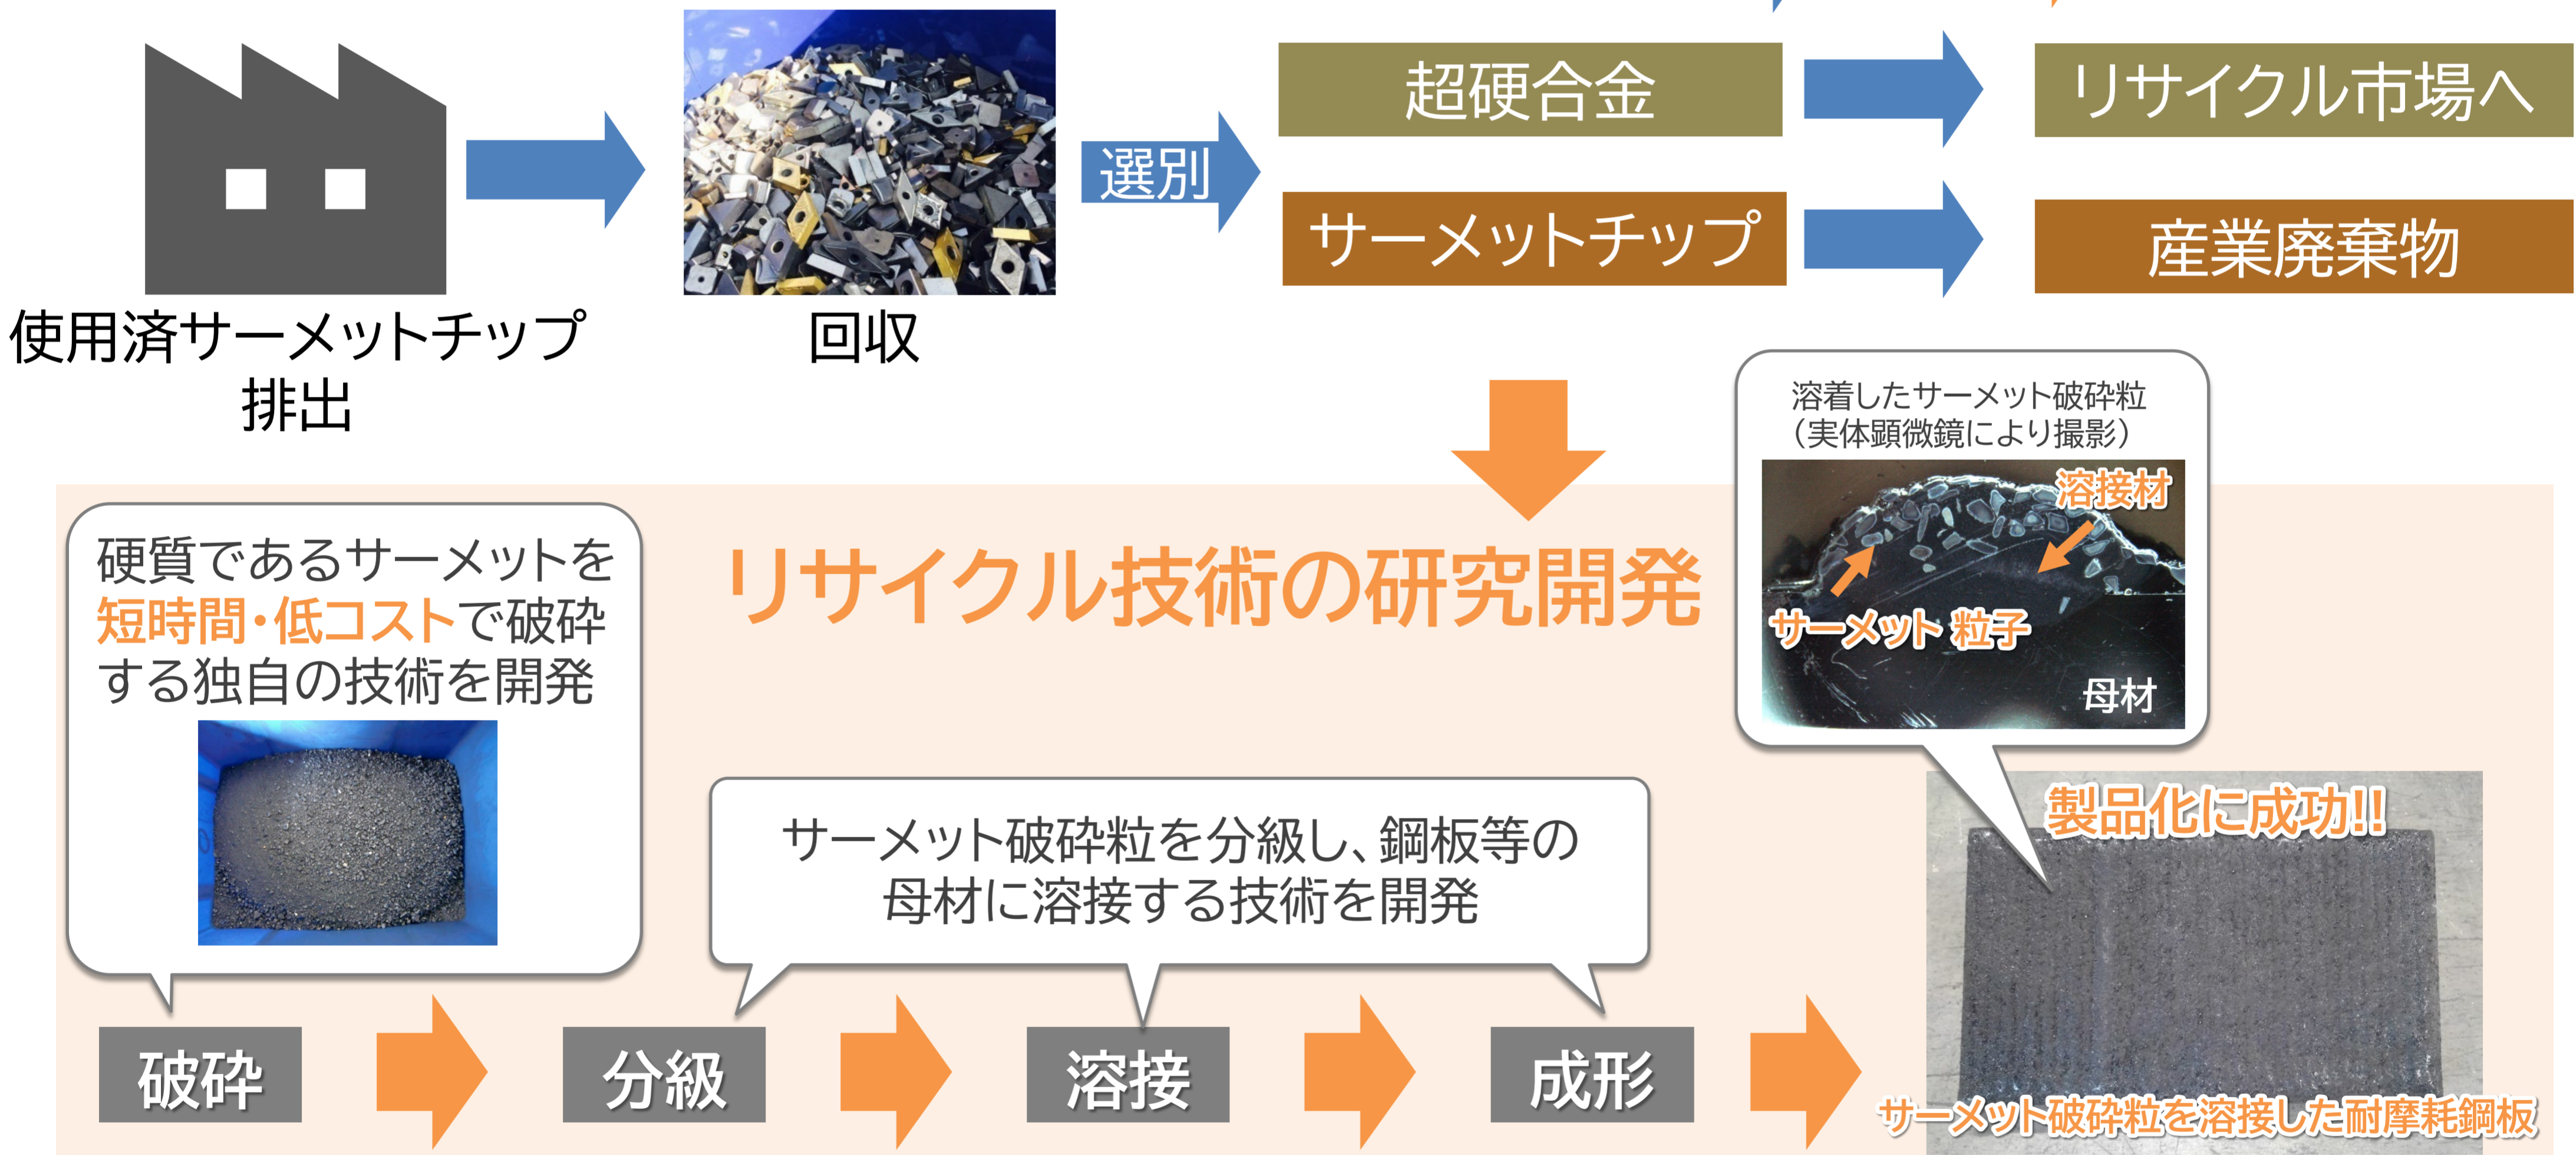 超硬合金
リサイクル市場へ
選別
サーメットチップ
産業廃棄物
使用済サーメットチップ
排出
回収
溶着したサーメット破砕粒
（実体顕微鏡により撮影）
溶接材
サーメット 粒子
母材
硬質であるサーメットを
短時間・低コストで破砕
する独自の技術を開発
リサイクル技術の研究開発
サーメット破砕粒を分級し、鋼板等の
母材に溶接する技術を開発
製品化に成功!!
破砕
分級
溶接
成形
サーメット破砕粒を溶接した耐摩耗鋼板